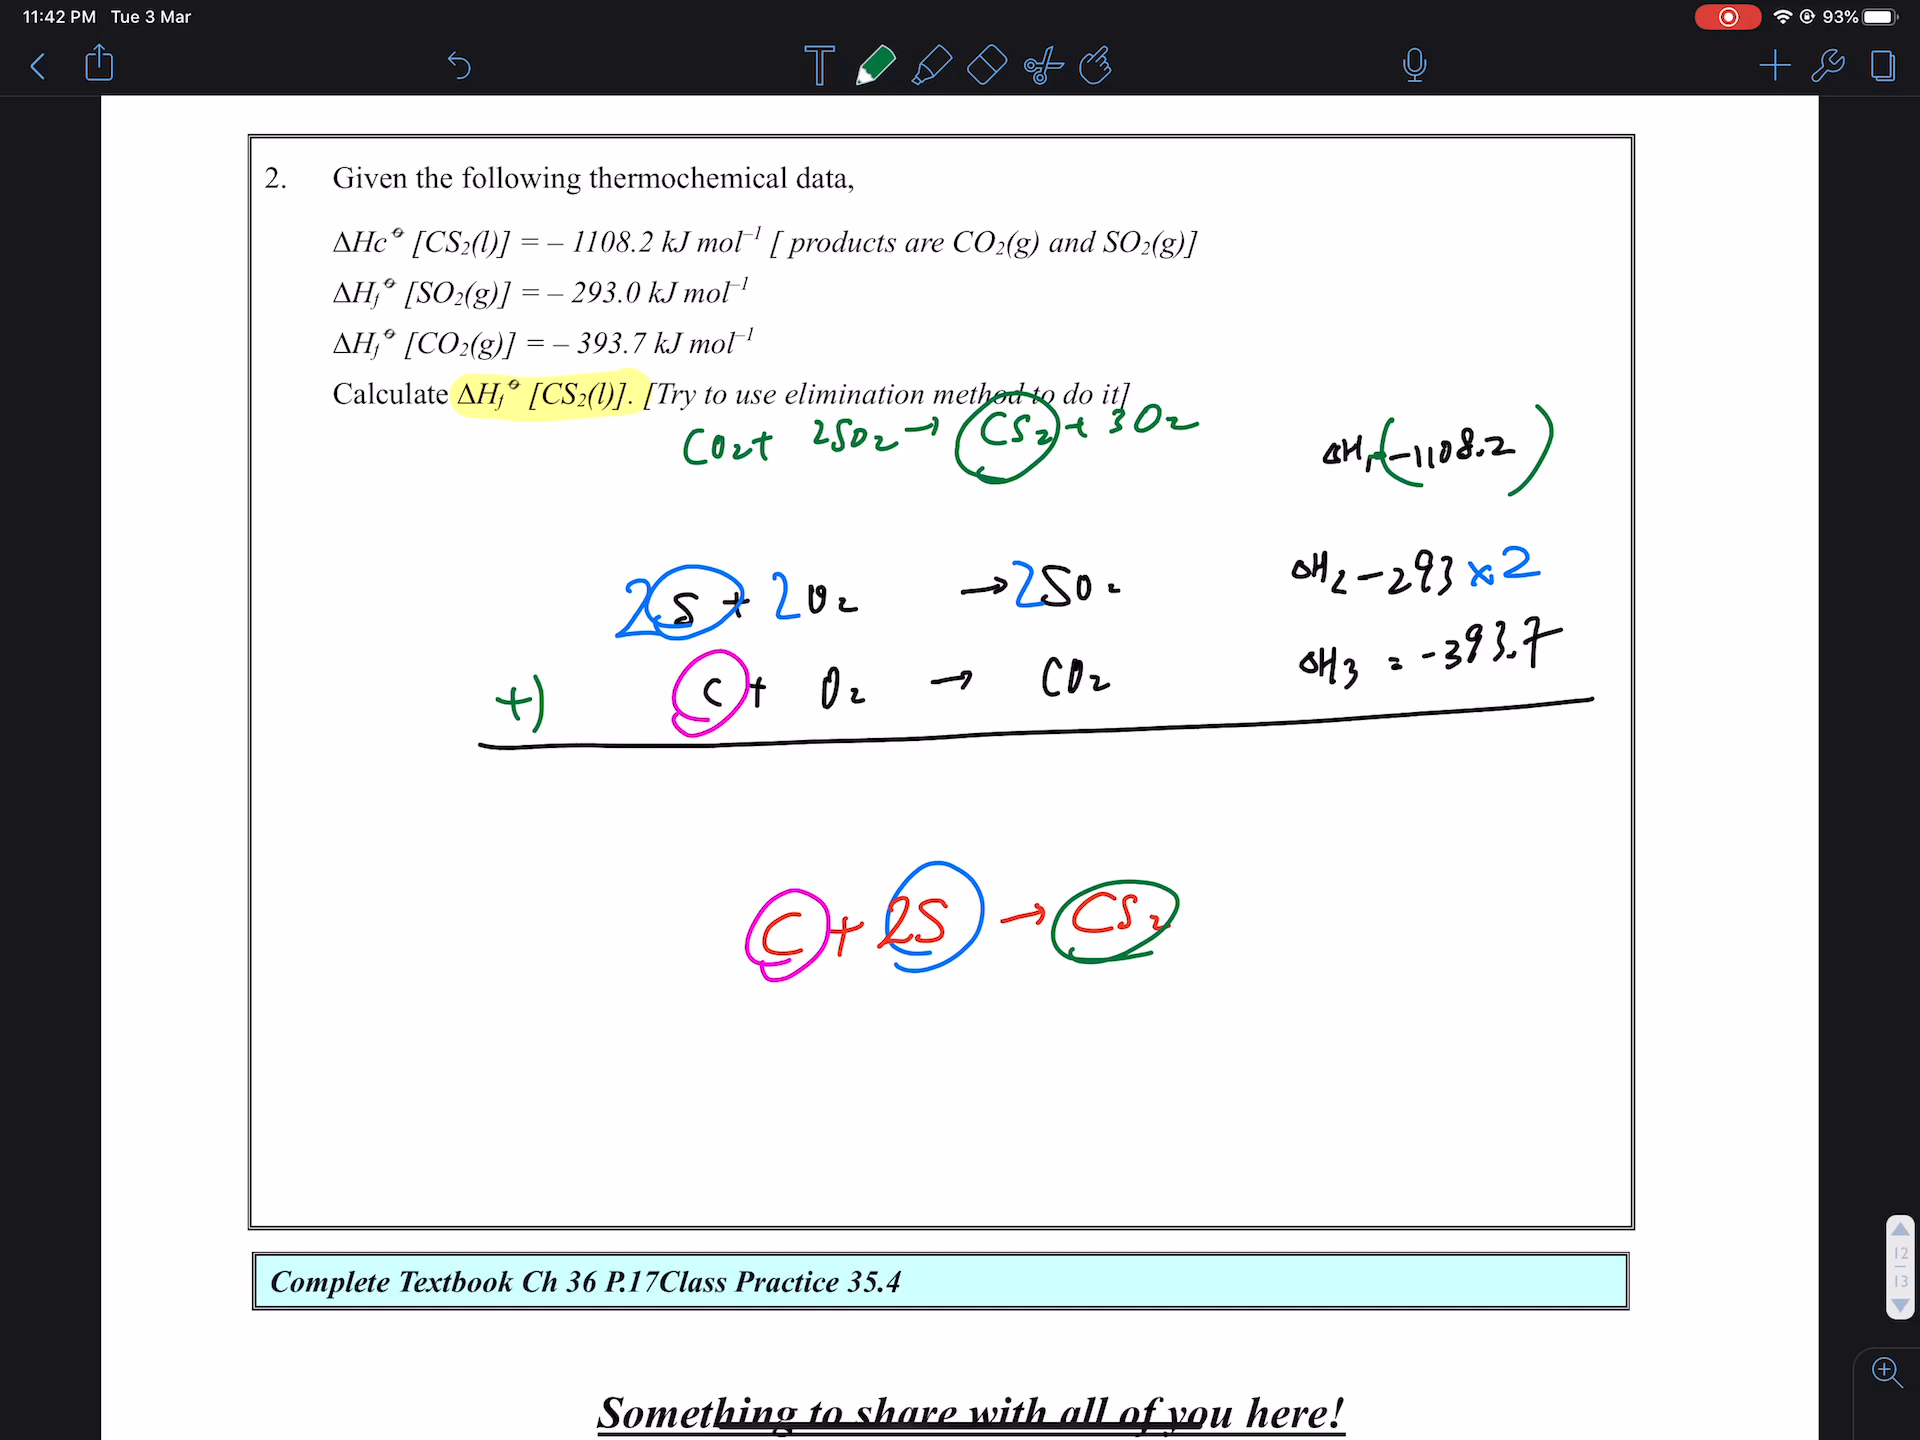 11:42 PM Tue 3 Mar 93%
2. Given the following thermochemical data,
ΔHc⦵ [CS₂(l)] = – 1108.2 kJ mol⁻¹ [ products are CO₂(g) and SO₂(g)]
ΔHf⦵ [SO₂(g)] = – 293.0 kJ mol⁻¹
ΔHf⦵ [CO₂(g)] = – 393.7 kJ mol⁻¹
Calculate ΔHf⦵ [CS₂(l)]. [Try to use elimination method to do it]
CO₂ + 2SO₂ → CS₂ + 3O₂ ΔH₁ -(-1108.2)
2S + 2O₂ → 2SO₂ ΔH₂ -293 x 2
+) C + O₂ → CO₂ ΔH₃ = -393.7
C + 2S → CS₂
Complete Textbook Ch 36 P.17Class Practice 35.4
12
13
Something to share with all of you here!